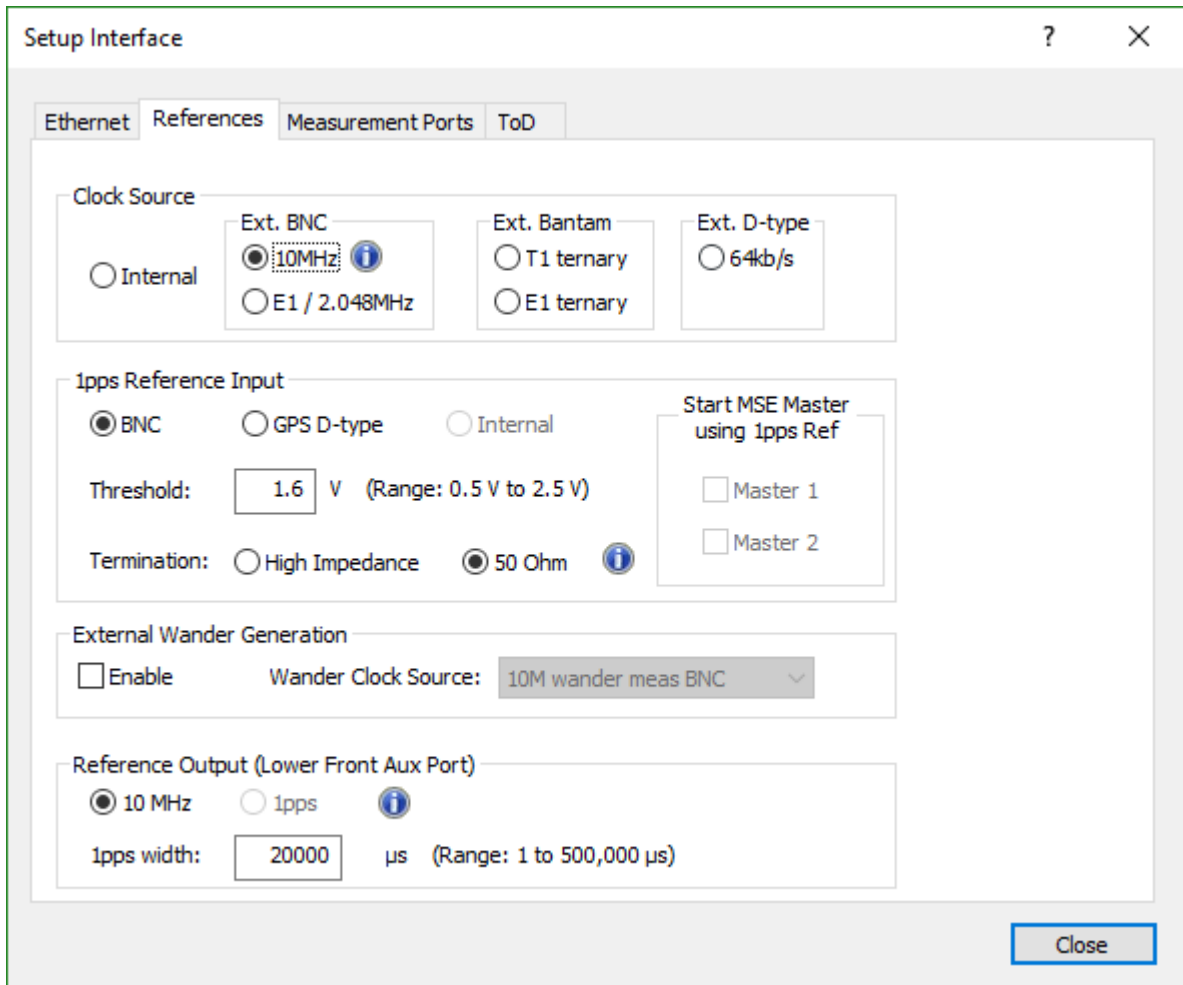 Setup Interface
?
Ethernet References Measurement Ports ToD
Clock Source
Ext. BNC Ext. Bantam Ext. D-type
Internal 10MHz T1 ternary 64kb/s
E1 / 2.048MHz E1 ternary
1pps Reference Input
BNC GPS D-type Internal
Threshold: 1.6 V (Range: 0.5 V to 2.5 V)
Termination: High Impedance 50 Ohm
Start MSE Master
using 1pps Ref
Master 1
Master 2
External Wander Generation
Enable Wander Clock Source: 10M wander meas BNC
Reference Output (Lower Front Aux Port)
10 MHz 1pps
1pps width: 20000 µs (Range: 1 to 500,000 µs)
Close